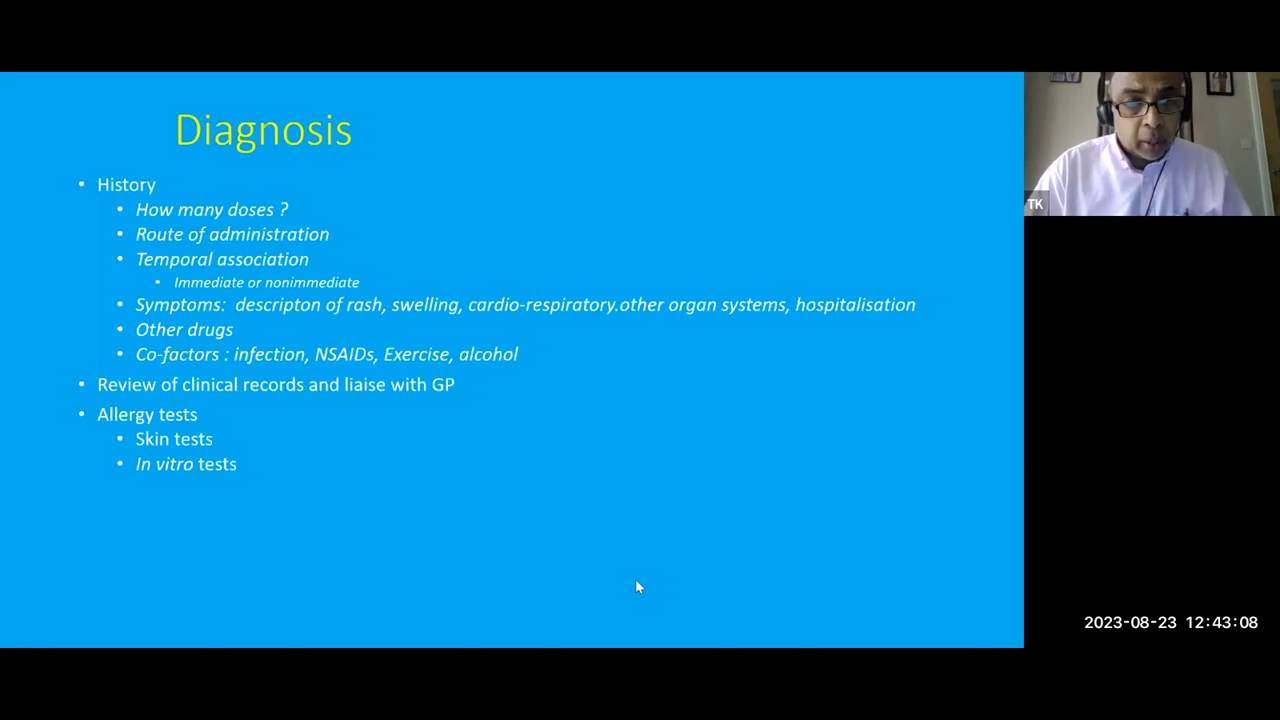 Diagnosis
• History
• How many doses ?
• Route of administration
• Temporal association
• Immediate or nonimmediate
• Symptoms: descripton of rash, swelling, cardio-respiratory.other organ systems, hospitalisation
• Other drugs
• Co-factors : infection, NSAIDs, Exercise, alcohol
• Review of clinical records and liaise with GP
• Allergy tests
• Skin tests
• In vitro tests
TK
2023-08-23 12:43:08